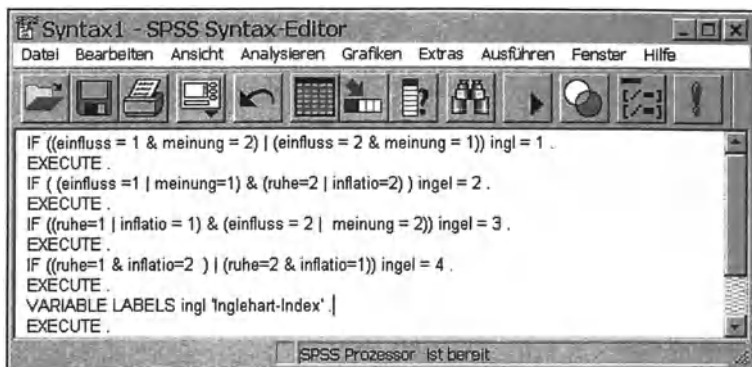 Syntax1 - SPSS Syntax-Editor
Datei Bearbeiten Ansicht Analysieren Grafiken Extras Ausführen Fenster Hilfe
IF ((einfluss = 1 & meinung = 2) | (einfluss = 2 & meinung = 1)) ingl = 1 .
EXECUTE .
IF ( (einfluss =1 | meinung=1) & (ruhe=2 | inflatio=2) ) ingel = 2 .
EXECUTE .
IF ((ruhe=1 | inflatio = 1) & (einfluss = 2 | meinung = 2)) ingel = 3 .
EXECUTE .
IF ((ruhe=1 & inflatio=2 ) | (ruhe=2 & inflatio=1)) ingel = 4 .
EXECUTE .
VARIABLE LABELS ingl 'Inglehart-Index' .
EXECUTE .
SPSS Prozessor ist bereit